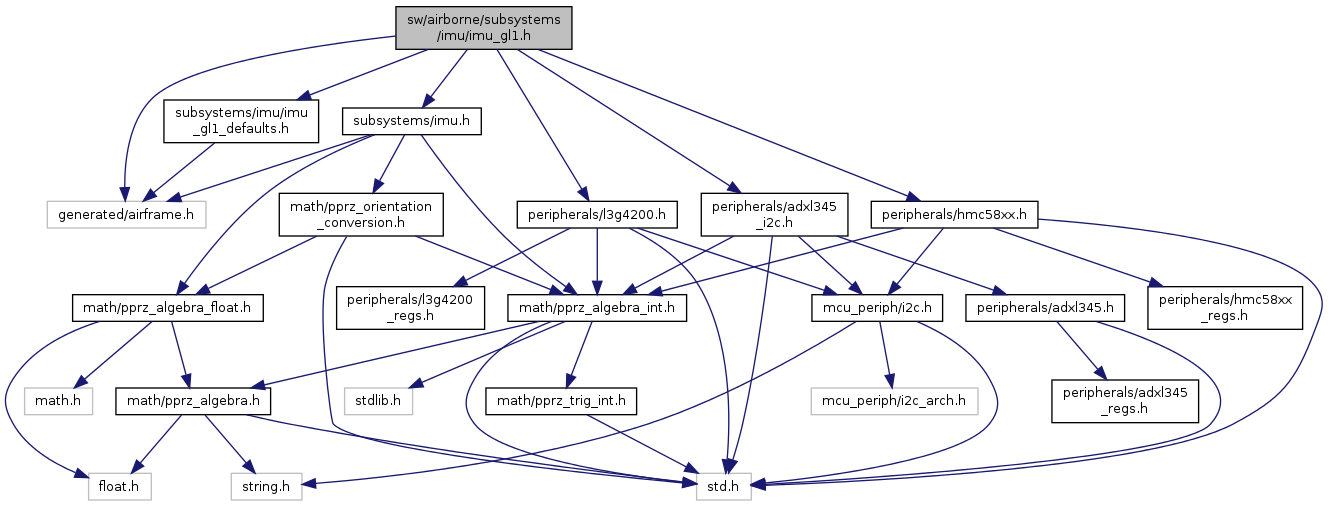 sw/airborne/subsystems
/imu/imu_gl1.h
subsystems/imu/imu
_gl1_defaults.h
subsystems/imu.h
generated/airframe.h
math/pprz_orientation
_conversion.h
peripherals/l3g4200.h
peripherals/adxl345
_i2c.h
peripherals/hmc58xx.h
math/pprz_algebra_float.h
peripherals/l3g4200
_regs.h
math/pprz_algebra_int.h
mcu_periph/i2c.h
peripherals/adxl345.h
peripherals/hmc58xx
_regs.h
math.h
math/pprz_algebra.h
stdlib.h
math/pprz_trig_int.h
mcu_periph/i2c_arch.h
peripherals/adxl345
_regs.h
float.h
string.h
std.h